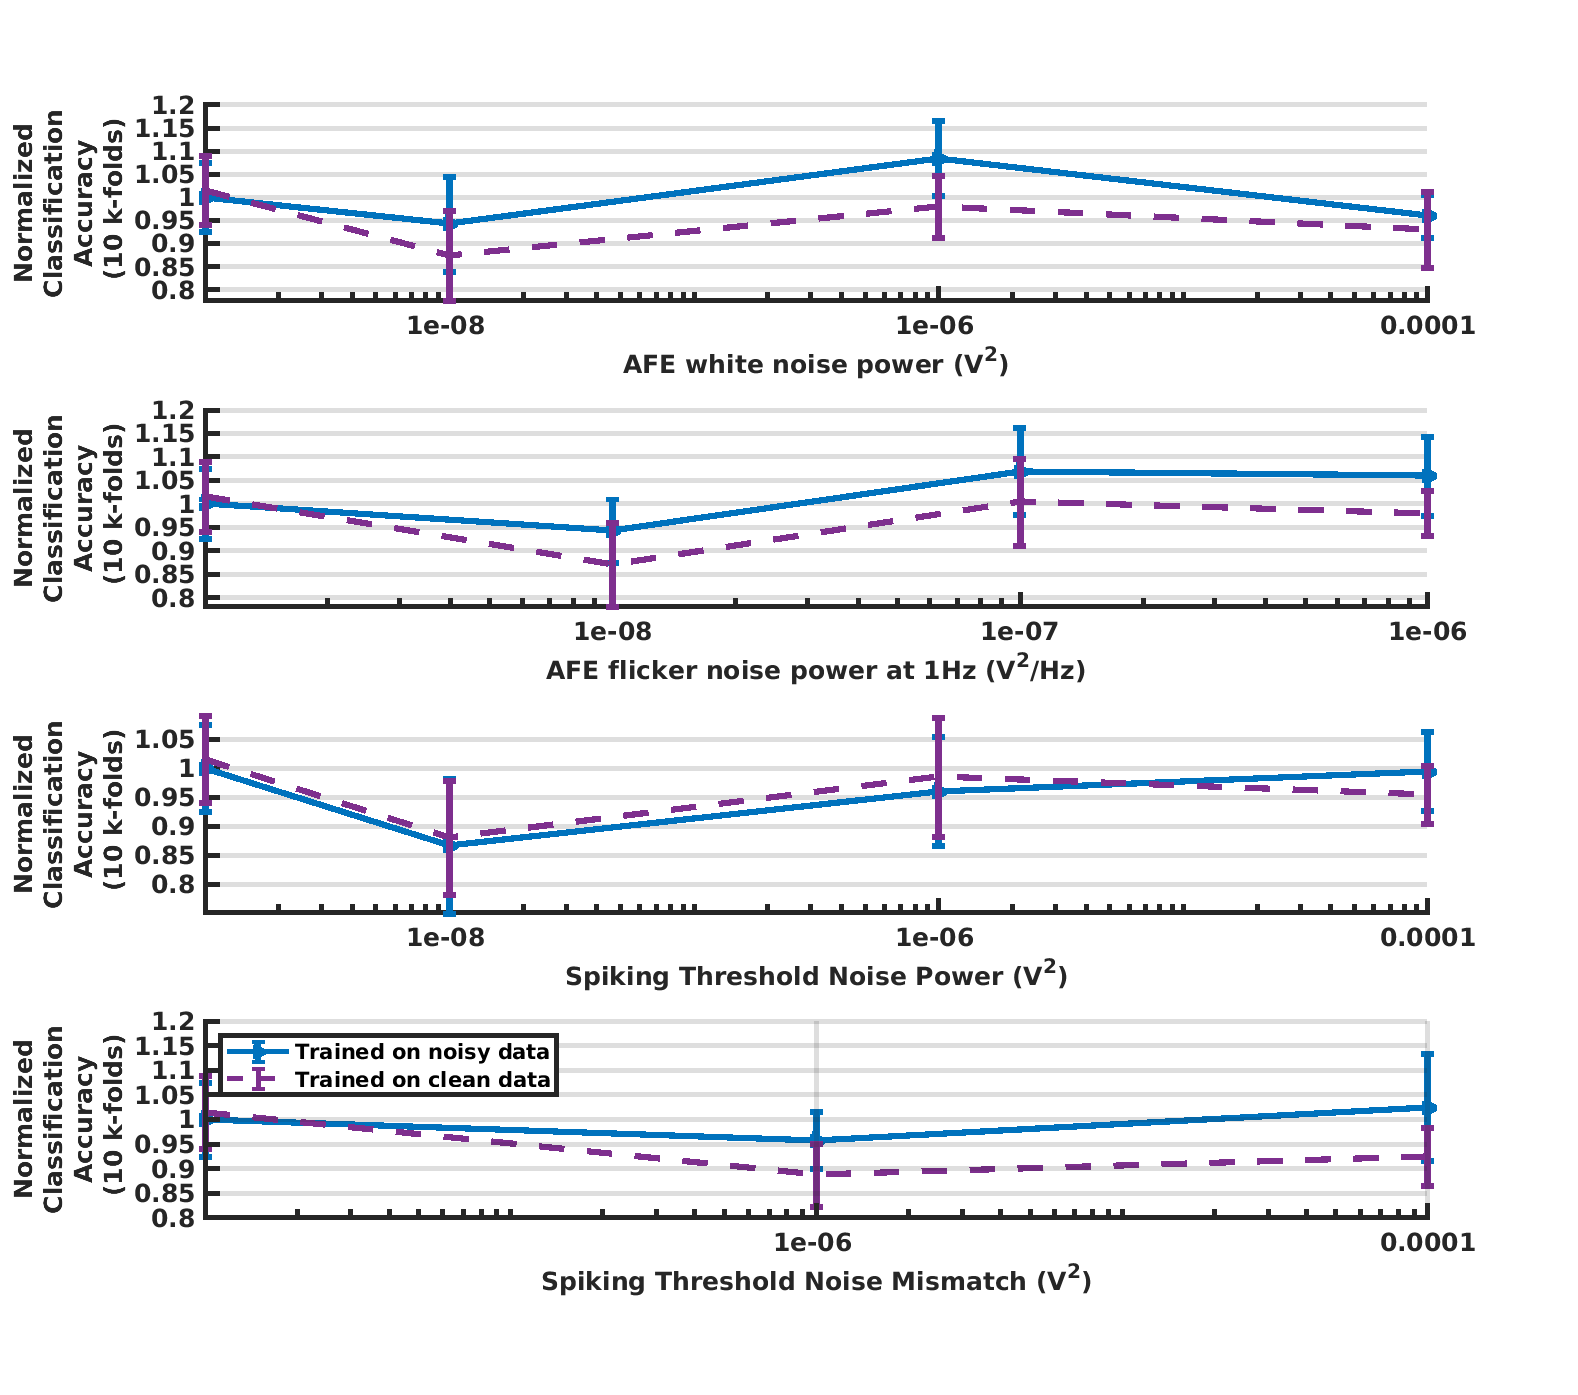 Normalized
Classification
Accuracy
(10 k-folds)
1.2
1.15
1.1
1.05
1
0.95
0.9
0.85
0.8
1e-08
1e-06
0.0001
AFE white noise power (V²)
Normalized
Classification
Accuracy
(10 k-folds)
1.2
1.15
1.1
1.05
1
0.95
0.9
0.85
0.8
1e-08
1e-07
1e-06
AFE flicker noise power at 1Hz (V²/Hz)
Normalized
Classification
Accuracy
(10 k-folds)
1.05
1
0.95
0.9
0.85
0.8
1e-08
1e-06
0.0001
Spiking Threshold Noise Power (V²)
Normalized
Classification
Accuracy
(10 k-folds)
1.2
1.15
1.1
1.05
1
0.95
0.9
0.85
0.8
Trained on noisy data
Trained on clean data
1e-06
0.0001
Spiking Threshold Noise Mismatch (V²)